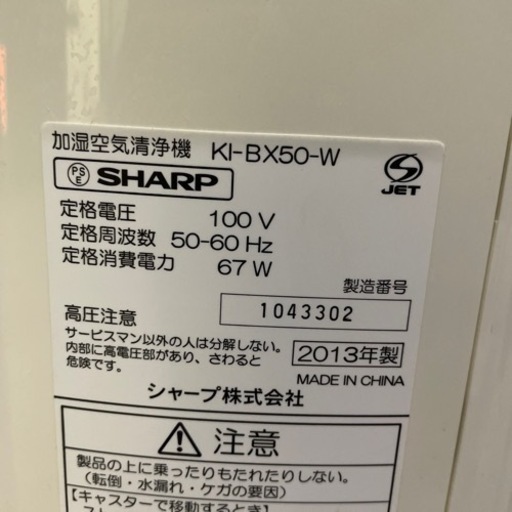 加湿空気清浄機 KI-BX50-W
PSE SHARP
JET
定格電圧 100 V
定格周波数 50-60 Hz
定格消費電力 67 W
製造番号
1043302
高圧注意
サービスマン以外の人は分解しない。
内部に高電圧部があり、さわると
危険です。
2013年製
MADE IN CHINA
シャープ株式会社
注意
製品の上に乗ったりもたれたりしない。
(転倒・水漏れ・ケガの要因)
【キャスターで移動するとき】